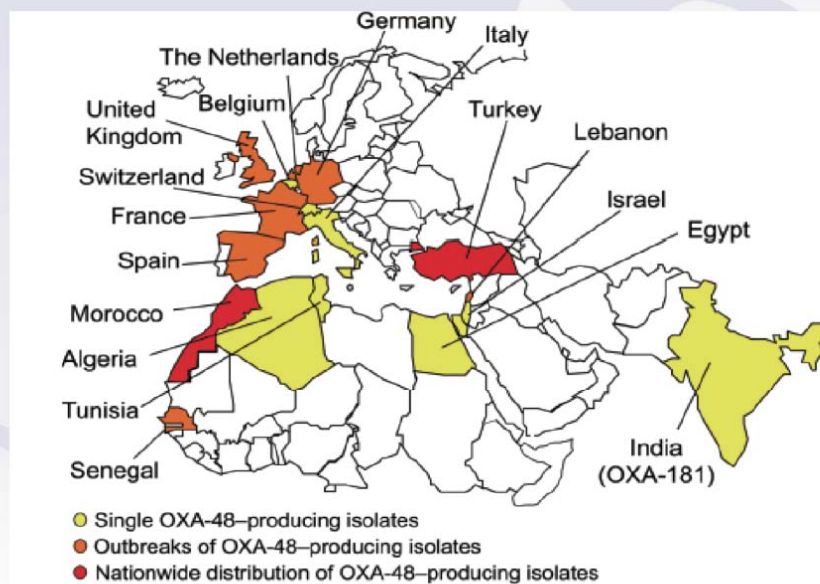 Germany
Italy
The Netherlands
Belgium
Turkey
United
Kingdom
Lebanon
Switzerland
Israel
France
Egypt
Spain
Morocco
Algeria
Tunisia
India
(OXA-181)
Senegal
Single OXA-48–producing isolates
Outbreaks of OXA-48–producing isolates
Nationwide distribution of OXA-48–producing isolates